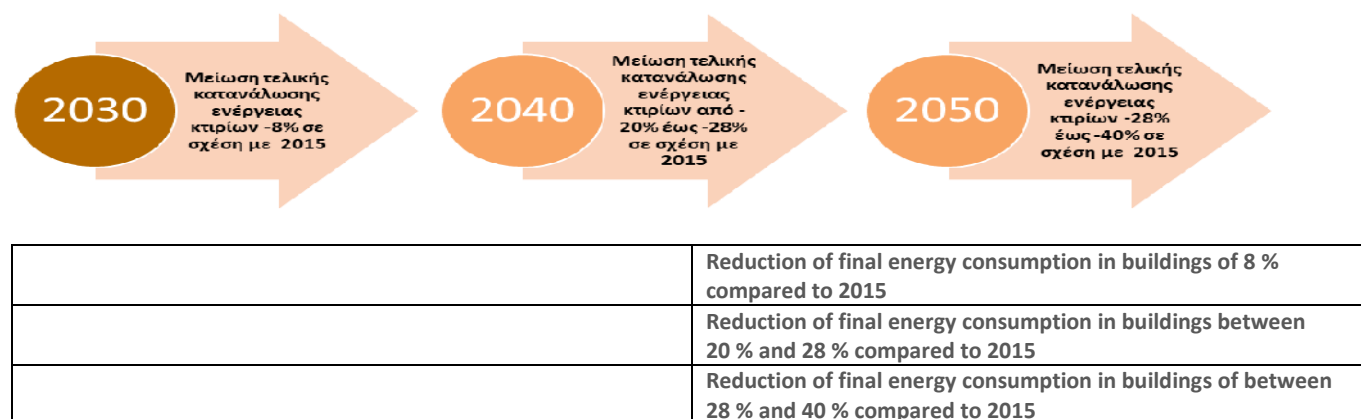 2030
Μείωση τελικής
κατανάλωσης
ενέργειας
κτιρίων -8% σε
σχέση με 2015
2040
Μείωση τελικής
κατανάλωσης
ενέργειας
κτιρίων από -
20% έως -28%
σε σχέση με
2015
2050
Μείωση τελικής
κατανάλωσης
ενέργειας
κτιρίων -28%
έως -40% σε
σχέση με 2015
Reduction of final energy consumption in buildings of 8 %
compared to 2015
Reduction of final energy consumption in buildings between
20 % and 28 % compared to 2015
Reduction of final energy consumption in buildings of between
28 % and 40 % compared to 2015